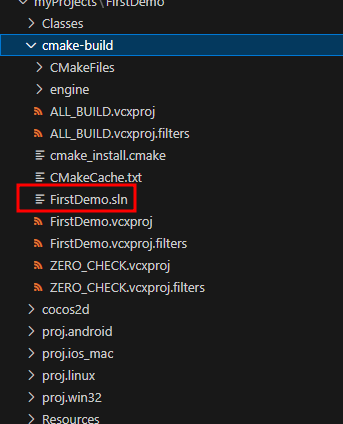 myProjects\FirstDemo
Classes
cmake-build
CMakeFiles
engine
ALL_BUILD.vcxproj
ALL_BUILD.vcxproj.filters
cmake_install.cmake
CMakeCache.txt
FirstDemo.sln
FirstDemo.vcxproj
FirstDemo.vcxproj.filters
ZERO_CHECK.vcxproj
ZERO_CHECK.vcxproj.filters
cocos2d
proj.android
proj.ios_mac
proj.linux
proj.win32
Resources